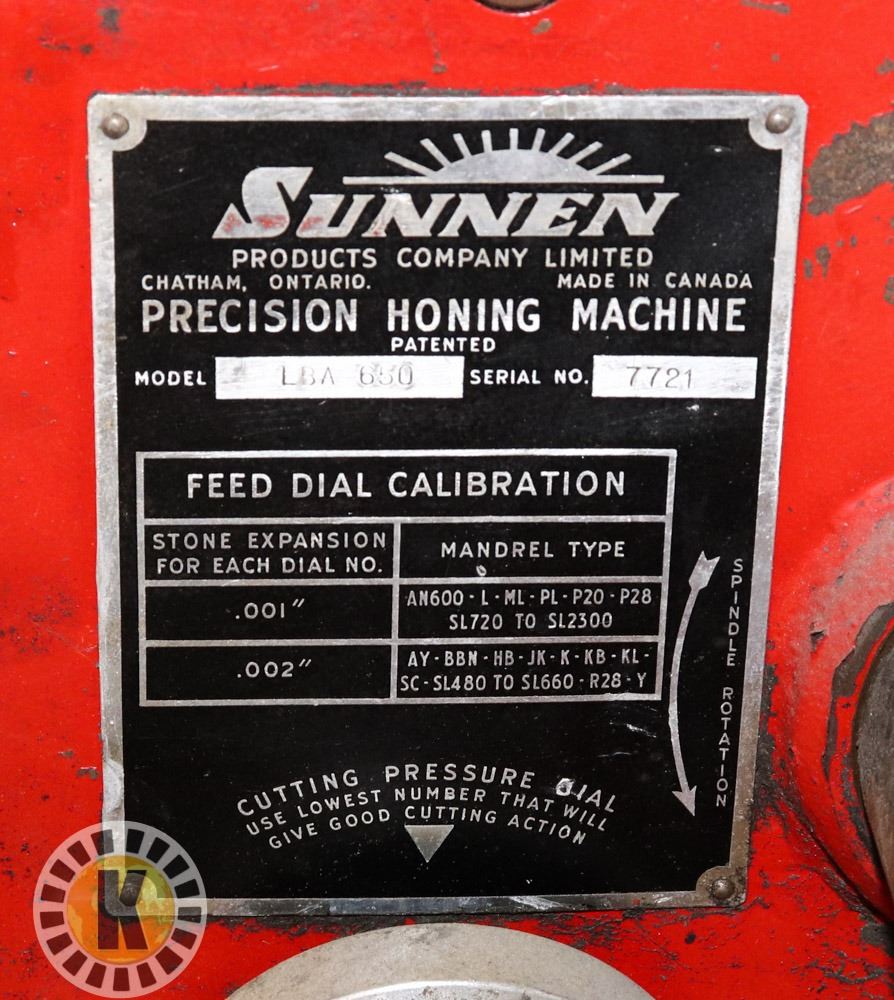 SUNNEN
PRODUCTS COMPANY LIMITED
CHATHAM, ONTARIO. MADE IN CANADA
PRECISION HONING MACHINE
PATENTED
MODEL LBA 650 SERIAL NO. 7721
FEED DIAL CALIBRATION
STONE EXPANSION
FOR EACH DIAL NO.
MANDREL TYPE
.001"
AN600-L-ML-PL-P20-P28
SL720 TO SL2300
.002"
AY-BBN-HB-JK-K-KB-KL-
SC-SL480 TO SL660-R28-Y
SPINDLE ROTATION
CUTTING PRESSURE DIAL
USE LOWEST NUMBER THAT WILL
GIVE GOOD CUTTING ACTION
K